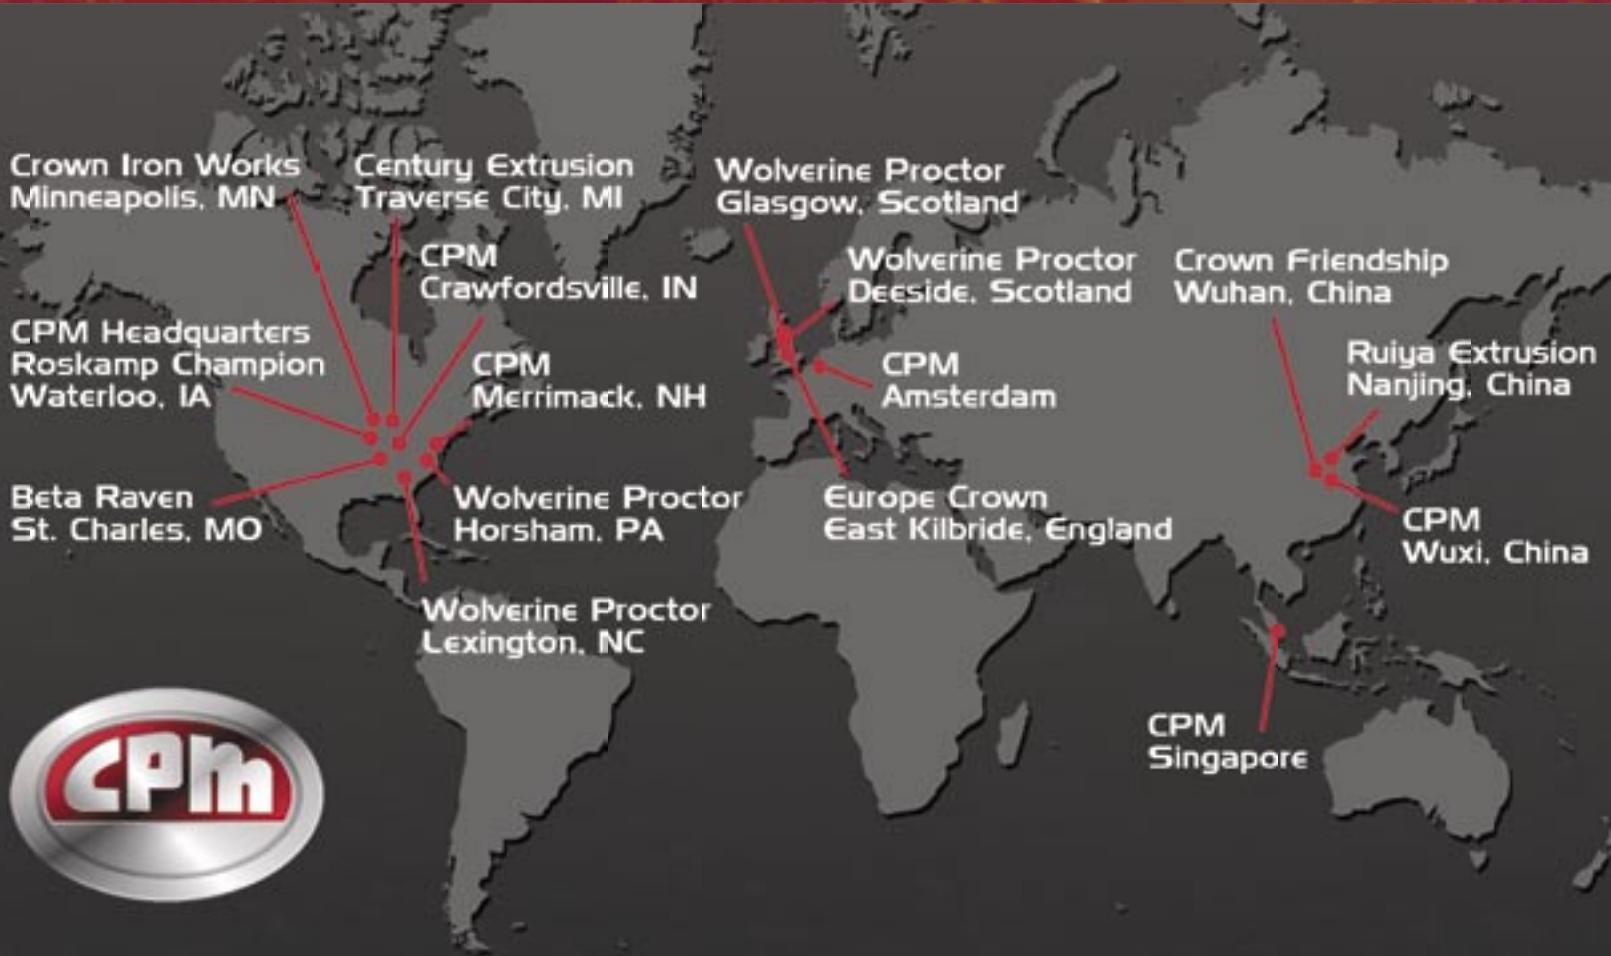 Crown Iron Works
Minneapolis, MN
Century Extrusion
Traverse City, MI
CPM
Crawfordsville, IN
CPM Headquarters
Roskamp Champion
Waterloo, IA
CPM
Merrimack, NH
Beta Raven
St. Charles, MO
Wolverine Proctor
Horsham, PA
Wolverine Proctor
Lexington, NC
Wolverine Proctor
Glasgow, Scotland
Wolverine Proctor
Deeside, Scotland
CPM
Amsterdam
Europe Crown
East Kilbride, England
Crown Friendship
Wuhan, China
Ruiya Extrusion
Nanjing, China
CPM
Wuxi, China
CPM
Singapore
CPM